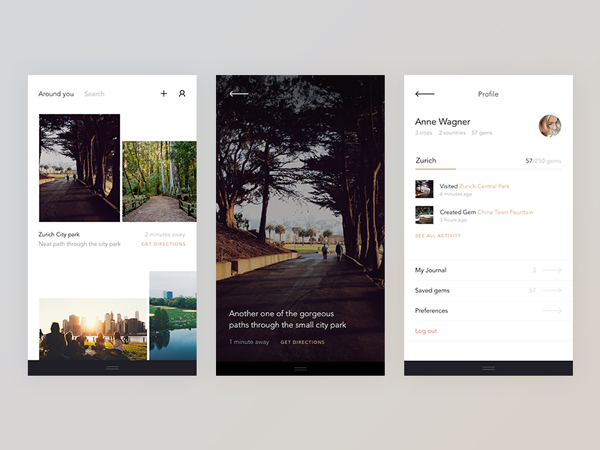 Around you Search
Zurich City park 2 minutes away
Next path through the city park GET DIRECTIONS
Another one of the gorgeous
paths through the small city park
1 minute away GET DIRECTIONS
Profile
Anne Wagner
3 cities 2 countries 57 gems
Zurich 57/250 gems
Visited Zurich-Central Park
6 minutes ago
Created Gem China Town Fountain
3 hours ago
SEE ALL ACTIVITY
My Journal 3
Saved gems 57
Preferences
Log out